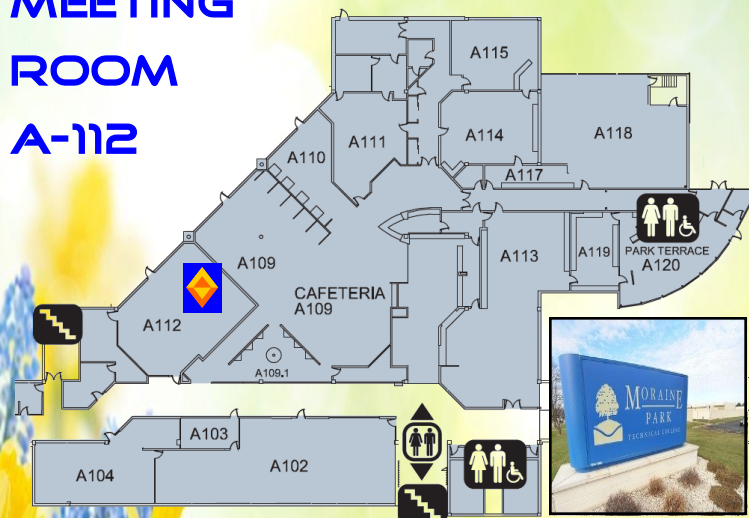 MEETING
ROOM
A-112
A115
A111
A114
A118
A110
A117
A109
A113
A119
PARK TERRACE
A120
CAFETERIA
A109
A112
A109.1
A103
A104
A102
MORAINE
PARK
TECHNICAL COLLEGE